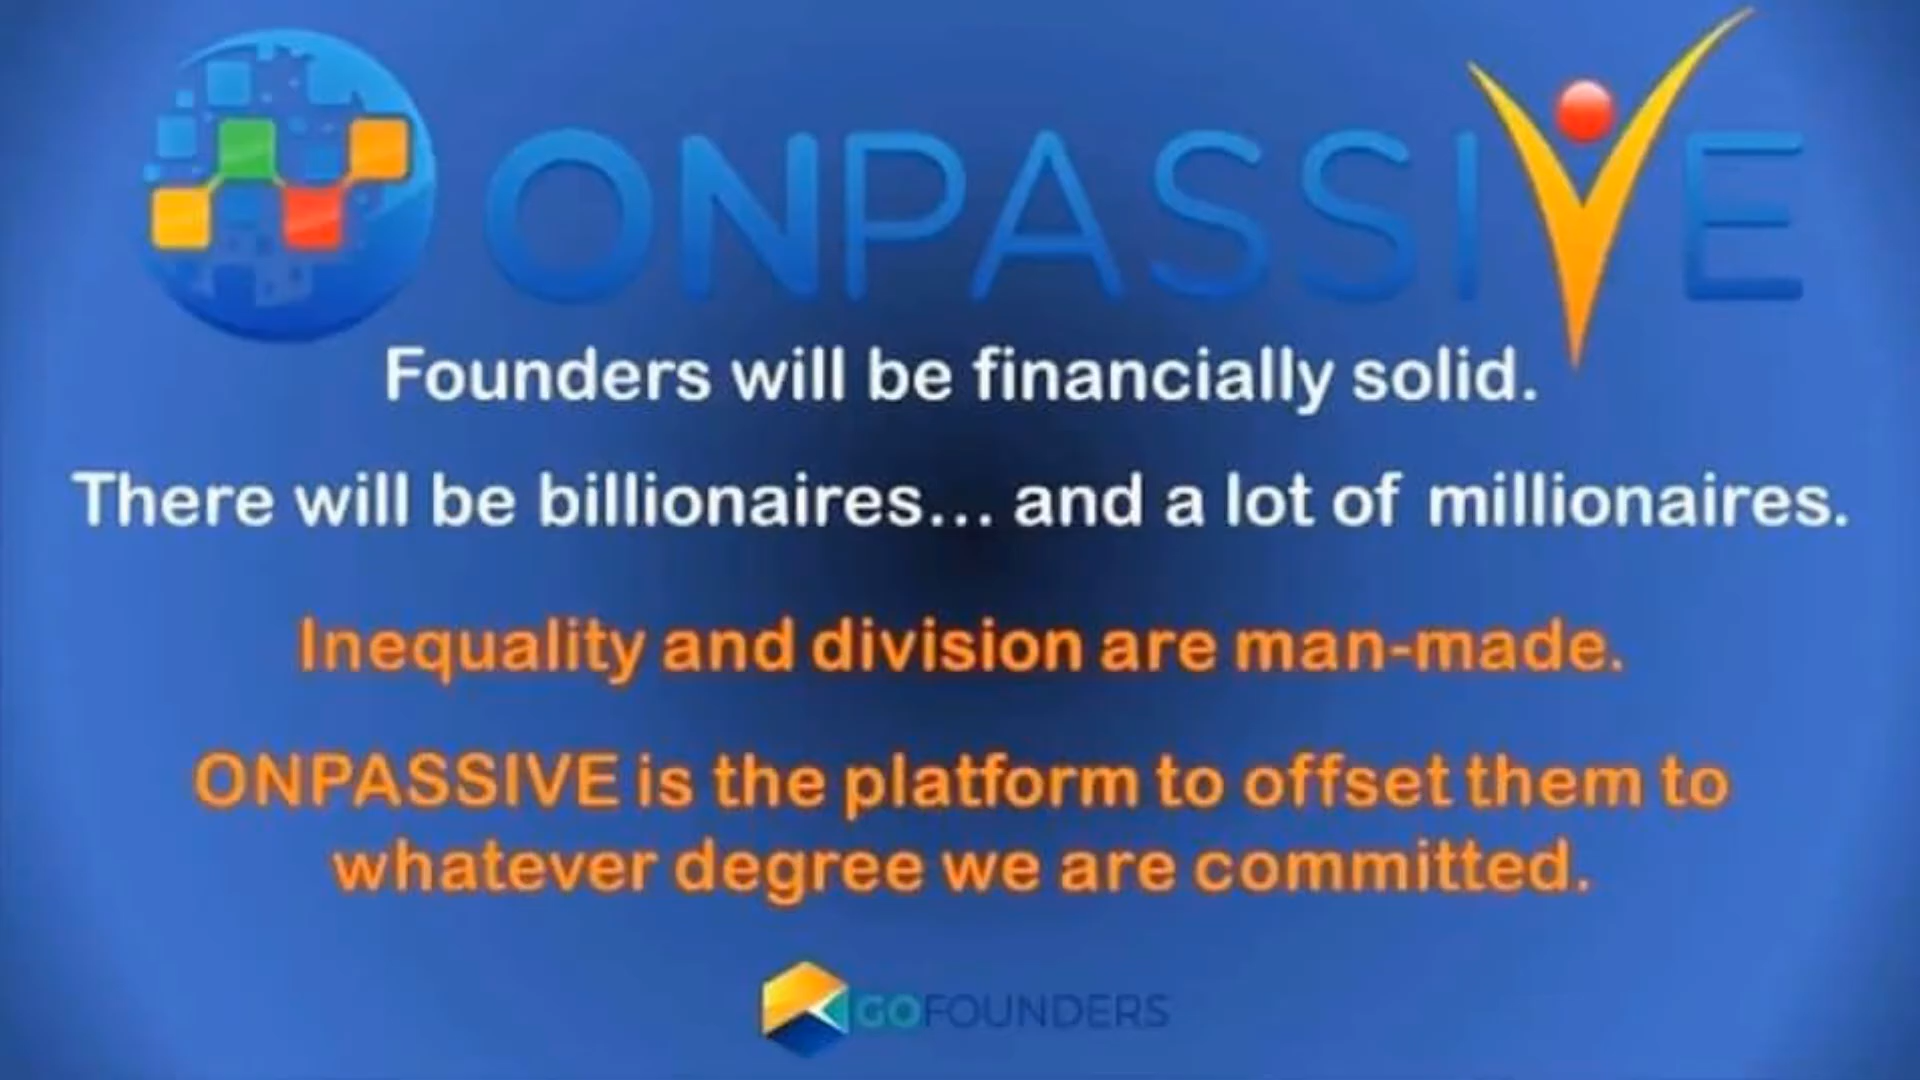 ONPASSIVE
Founders will be financially solid.
There will be billionaires... and a lot of millionaires.
Inequality and division are man-made.
ONPASSIVE is the platform to offset them to
whatever degree we are committed.
GOFOUNDERS